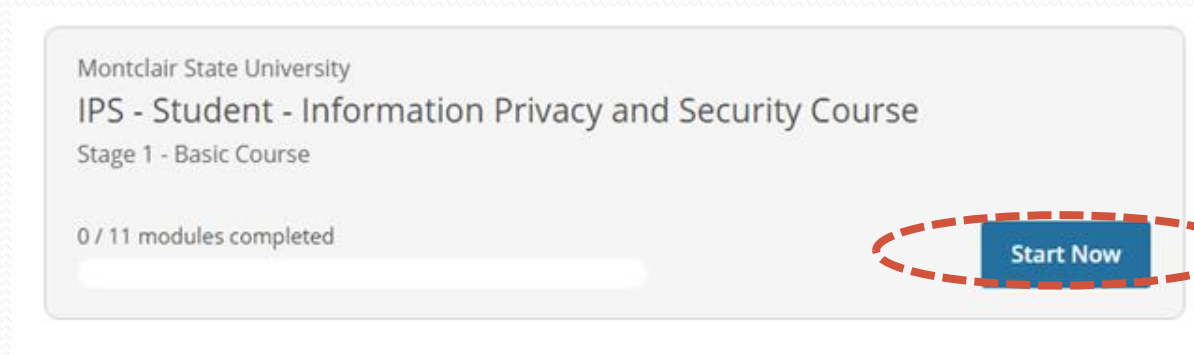 Montclair State University
IPS - Student - Information Privacy and Security Course
Stage 1 - Basic Course
0 / 11 modules completed
Start Now